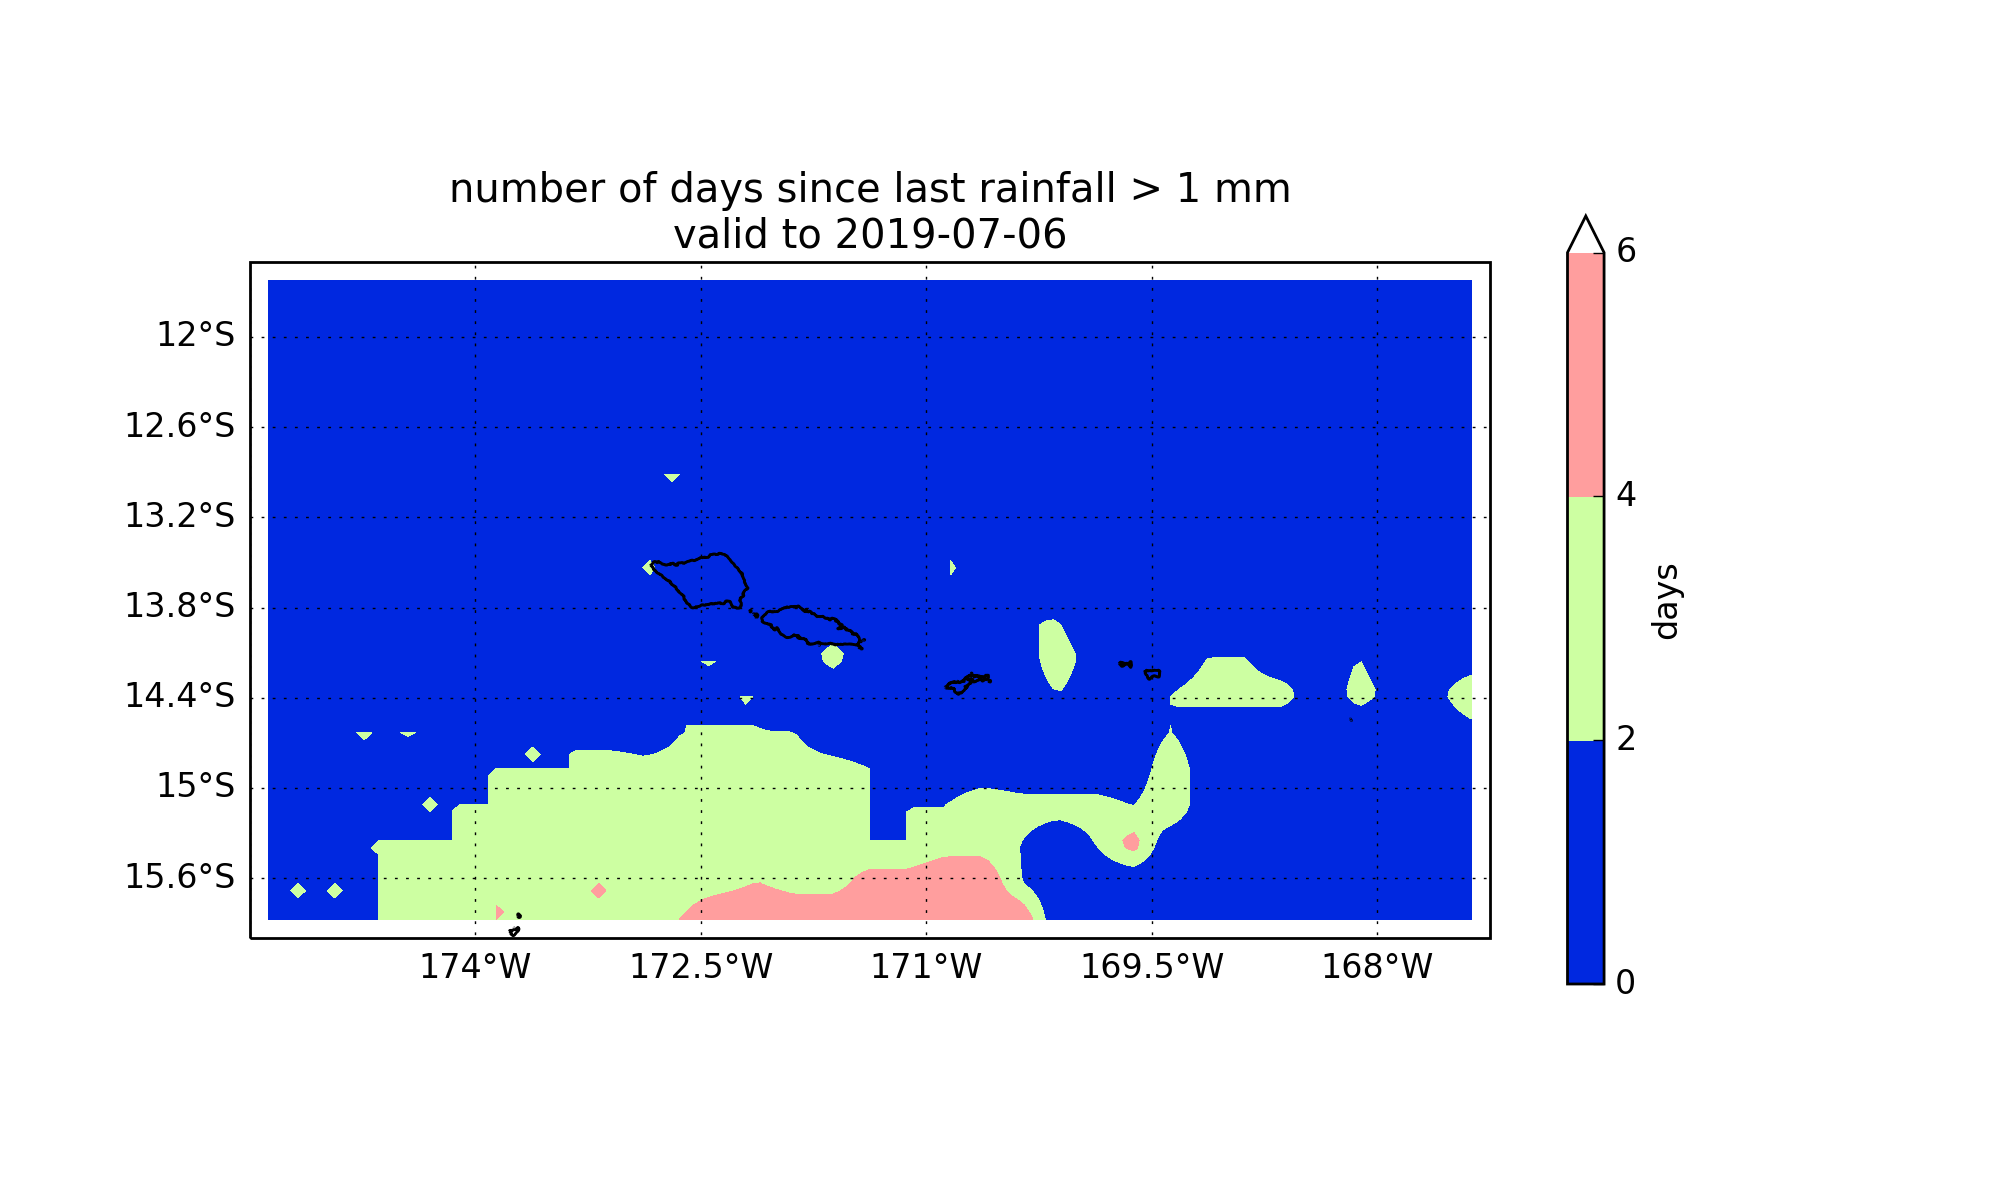 number of days since last rainfall > 1 mm
valid to 2019-07-06
12°S
12.6°S
13.2°S
13.8°S
14.4°S
15°S
15.6°S
174°W
172.5°W
171°W
169.5°W
168°W
6
4
2
0
days